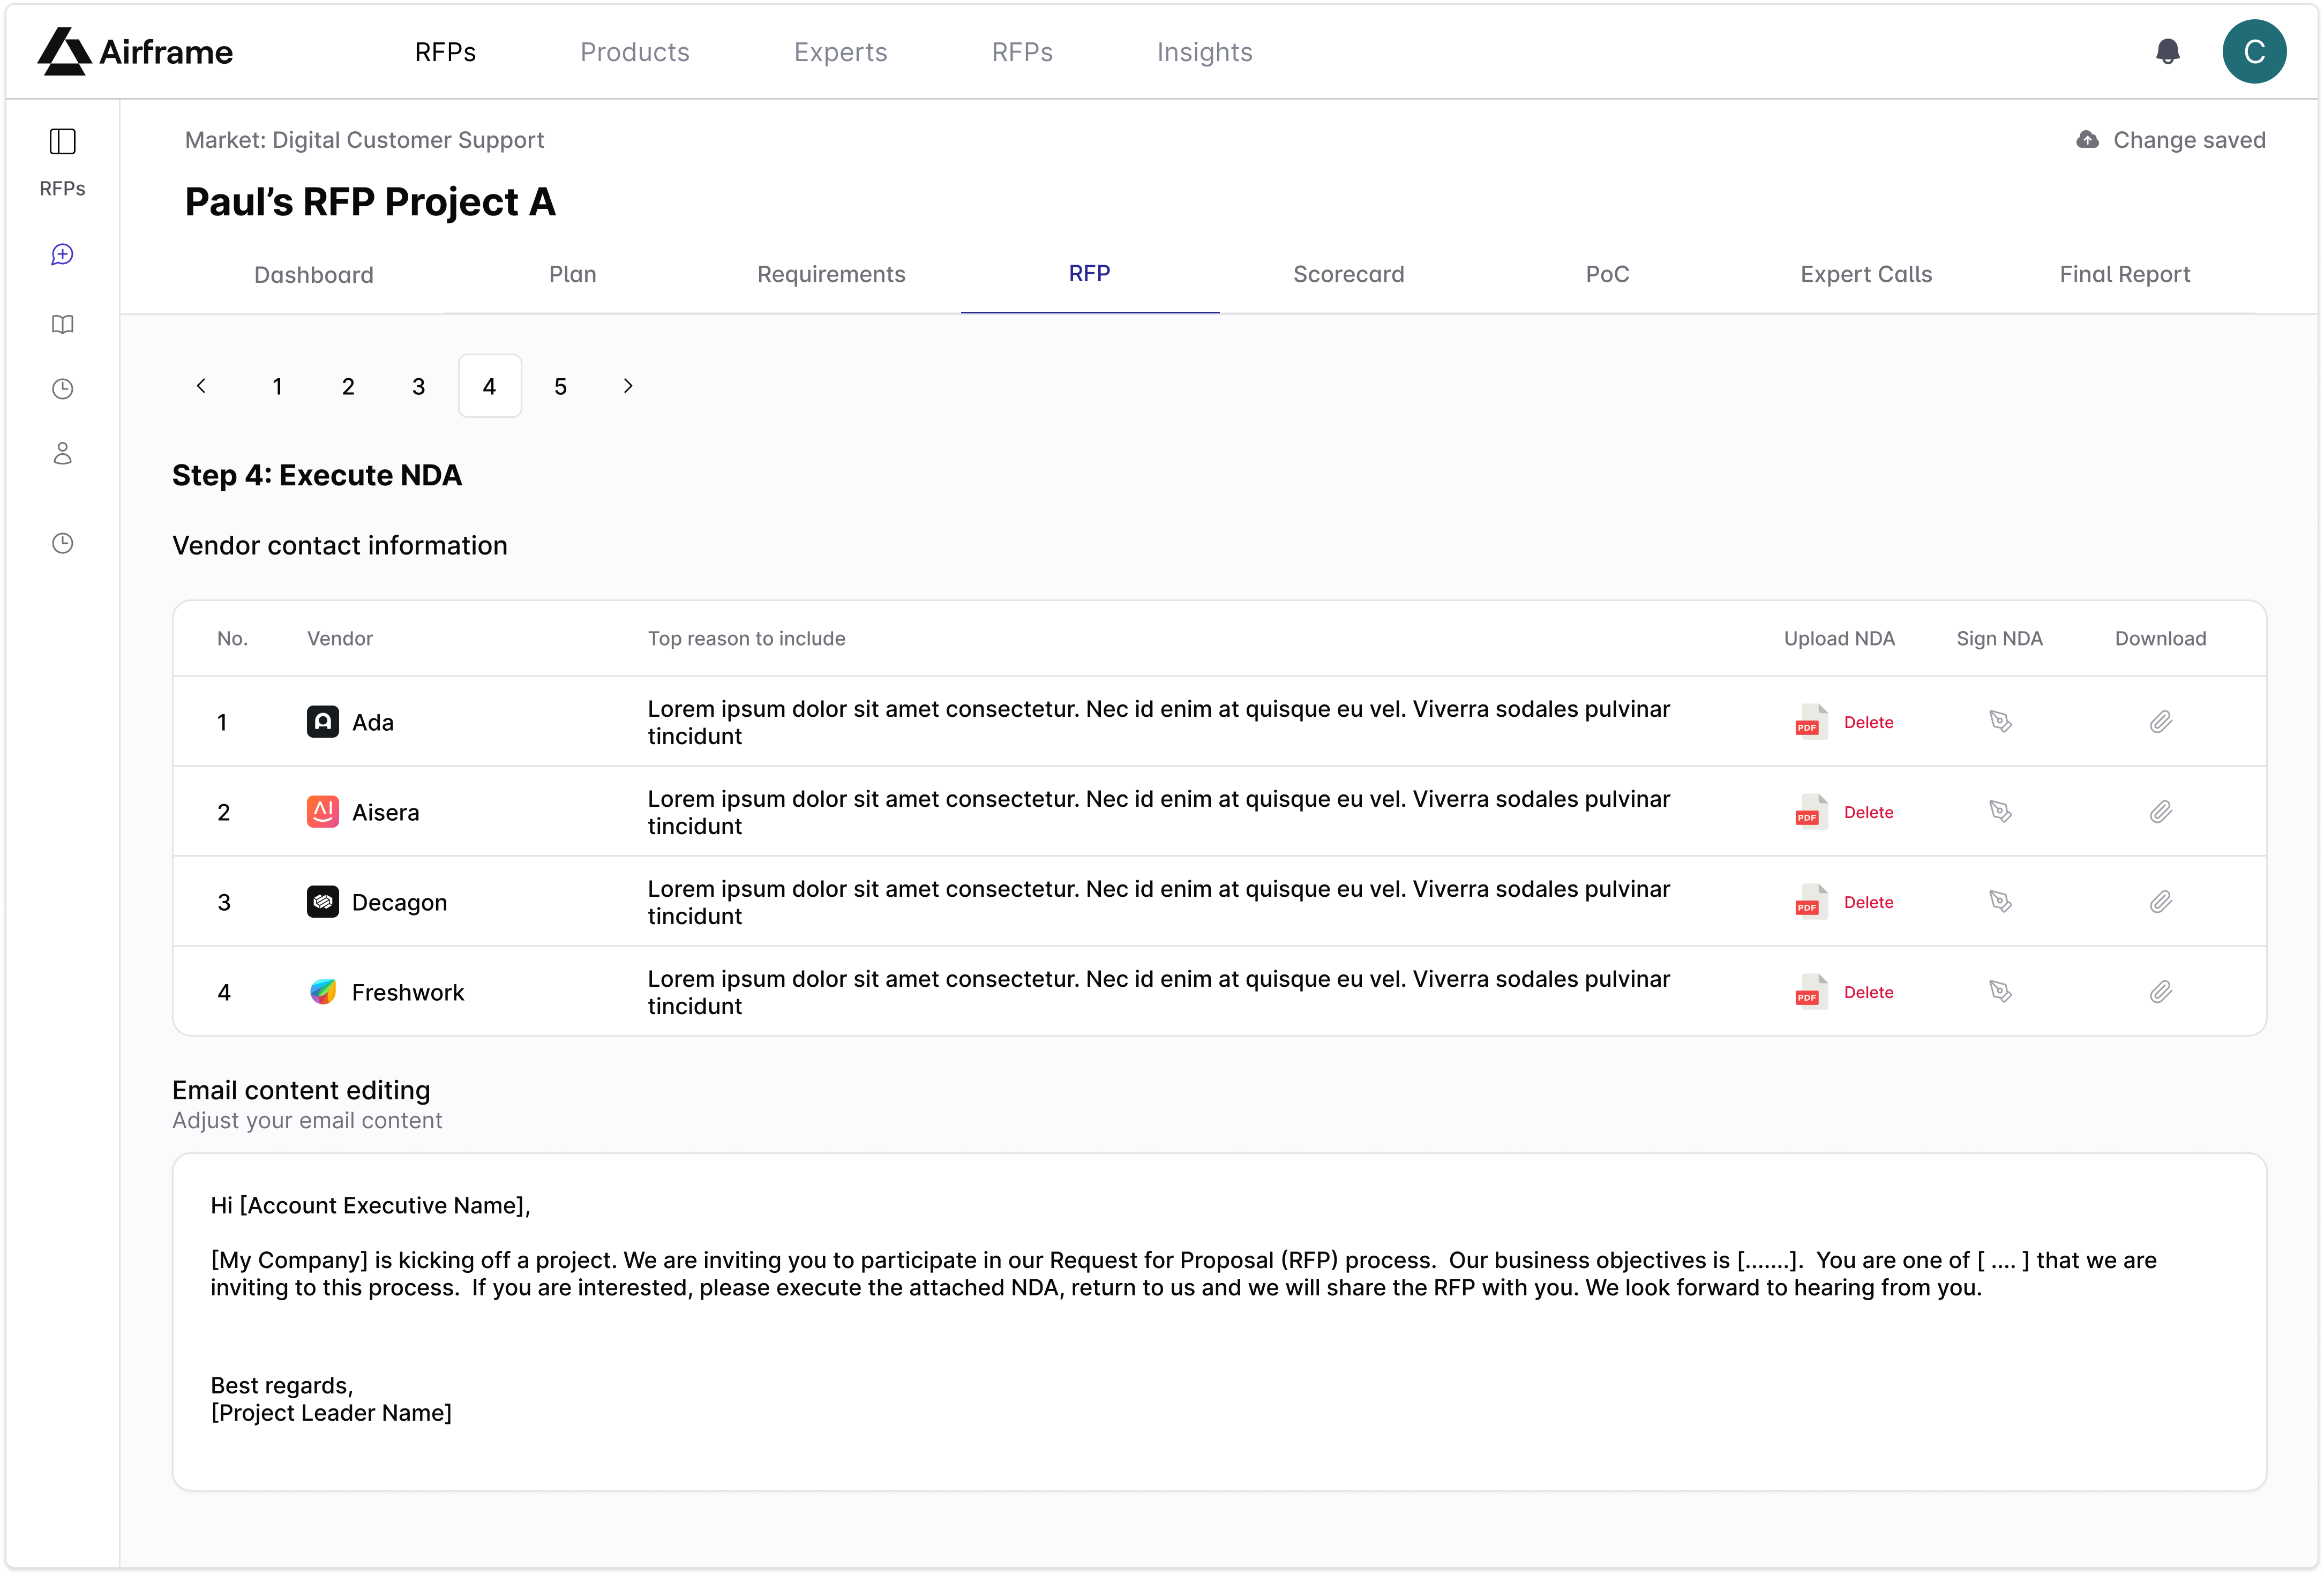 Airframe RFPs Products Experts RFPs Insights C
Market: Digital Customer Support Change saved
RFPs
Paul’s RFP Project A
Dashboard Plan Requirements RFP Scorecard PoC Expert Calls Final Report
1 2 3 4 5
Step 4: Execute NDA
Vendor contact information
No. Vendor Top reason to include Upload NDA Sign NDA Download
1 Ada Lorem ipsum dolor sit amet consectetur. Nec id enim at quisque eu vel. Viverra sodales pulvinar
tincidunt
PDF Delete
2 AI Aisera Lorem ipsum dolor sit amet consectetur. Nec id enim at quisque eu vel. Viverra sodales pulvinar
tincidunt
PDF Delete
3 Decagon Lorem ipsum dolor sit amet consectetur. Nec id enim at quisque eu vel. Viverra sodales pulvinar
tincidunt
PDF Delete
4 Freshwork Lorem ipsum dolor sit amet consectetur. Nec id enim at quisque eu vel. Viverra sodales pulvinar
tincidunt
PDF Delete
Email content editing
Adjust your email content
Hi [Account Executive Name],
[My Company] is kicking off a project. We are inviting you to participate in our Request for Proposal (RFP) process.  Our business objectives is [.......].  You are one of [ .... ] that we are
inviting to this process.  If you are interested, please execute the attached NDA, return to us and we will share the RFP with you. We look forward to hearing from you.
Best regards,
[Project Leader Name]